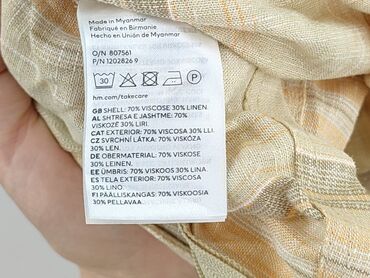 Made in Myanmar
Fabriqué en Birmanie
Hecho en Unión de Myanmar
O/N 807561
P/N 1202826 9
30
P
hm.com/takecare
GB SHELL: 70% VISCOSE 30% LINEN.
AL SHTRESA E JASHTME: 70%
VISKOZË 30% LIRI.
CAT EXTERIOR: 70% VISCOSA 30% LLI.
CZ SVRCHNÍ LÁTKA: 70% VISKÓZA
30% LEN.
DE OBERMATERIAL: 70% VISKOSE
30% LEINEN.
EE ÜMBRIS: 70% VISKOOS 30% LINA.
ES TELA EXTERIOR: 70% VISCOSA
30% LINO.
FI PÄÄLLISKANGAS: 70% VISKOOSIA
30% PELLAVAA.